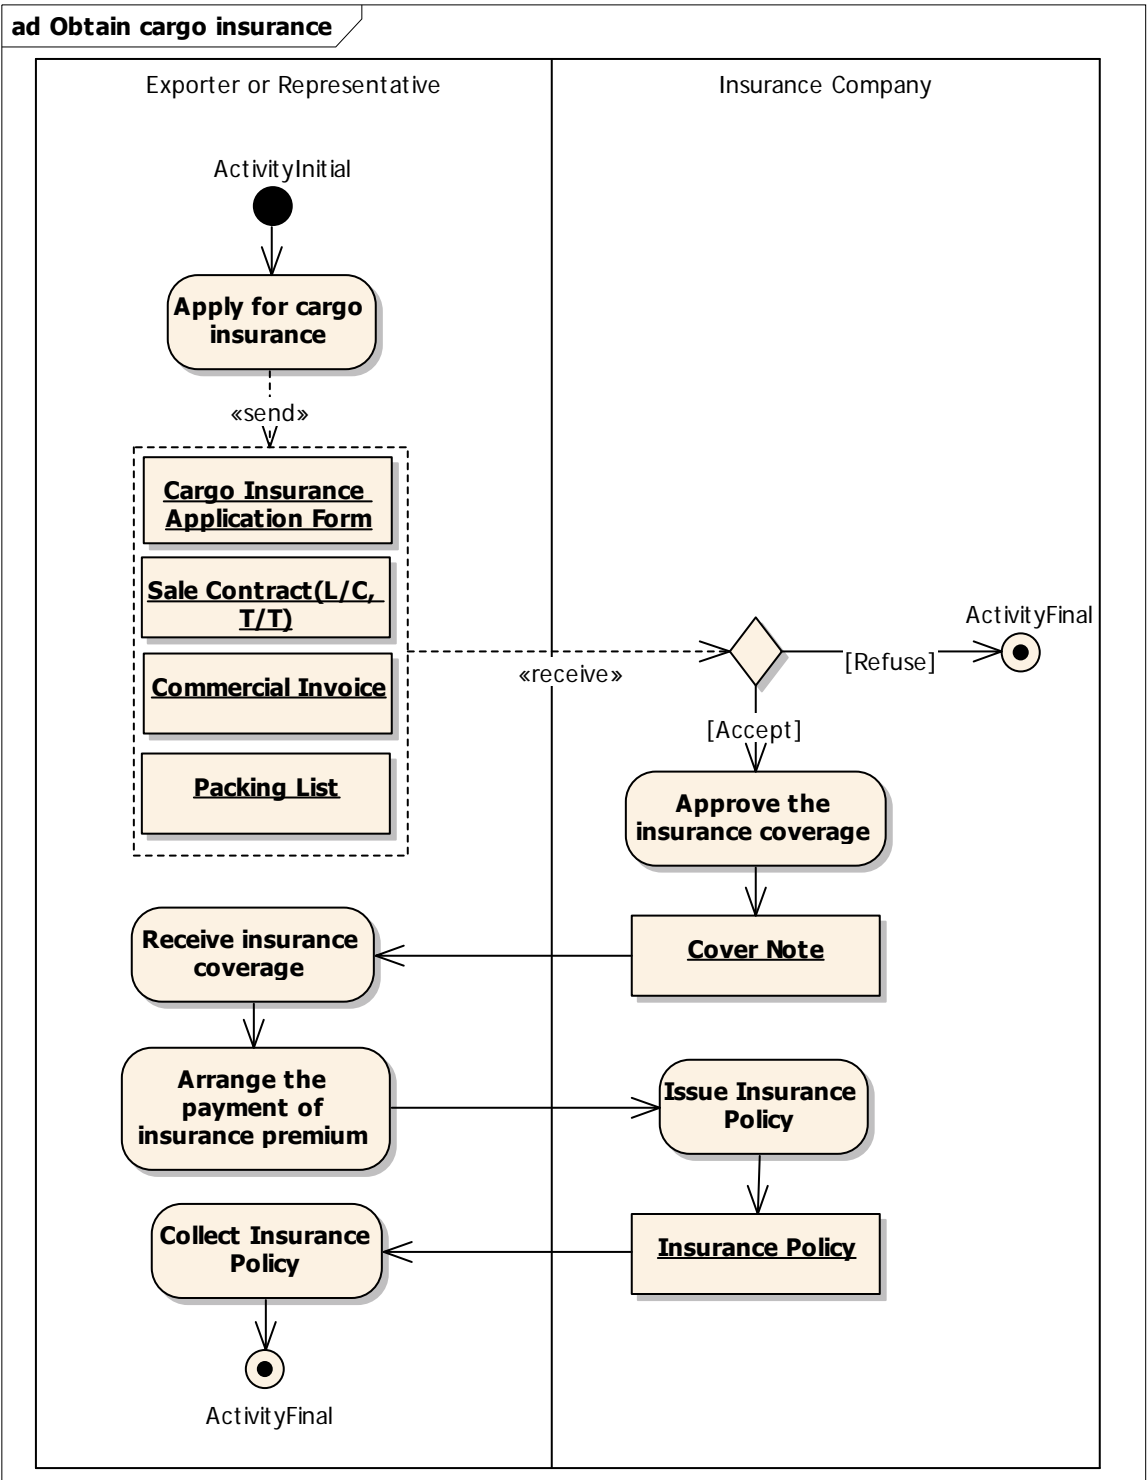 ad Obtain cargo insurance
Exporter or Representative
Insurance Company
ActivityInitial
Apply for cargo
insurance
«send»
Cargo Insurance
Application Form
Sale Contract(L/C,
T/T)
Commercial Invoice
Packing List
«receive»
[Refuse]
ActivityFinal
[Accept]
Approve the
insurance coverage
Cover Note
Receive insurance
coverage
Arrange the
payment of
insurance premium
Issue Insurance
Policy
Insurance Policy
Collect Insurance
Policy
ActivityFinal